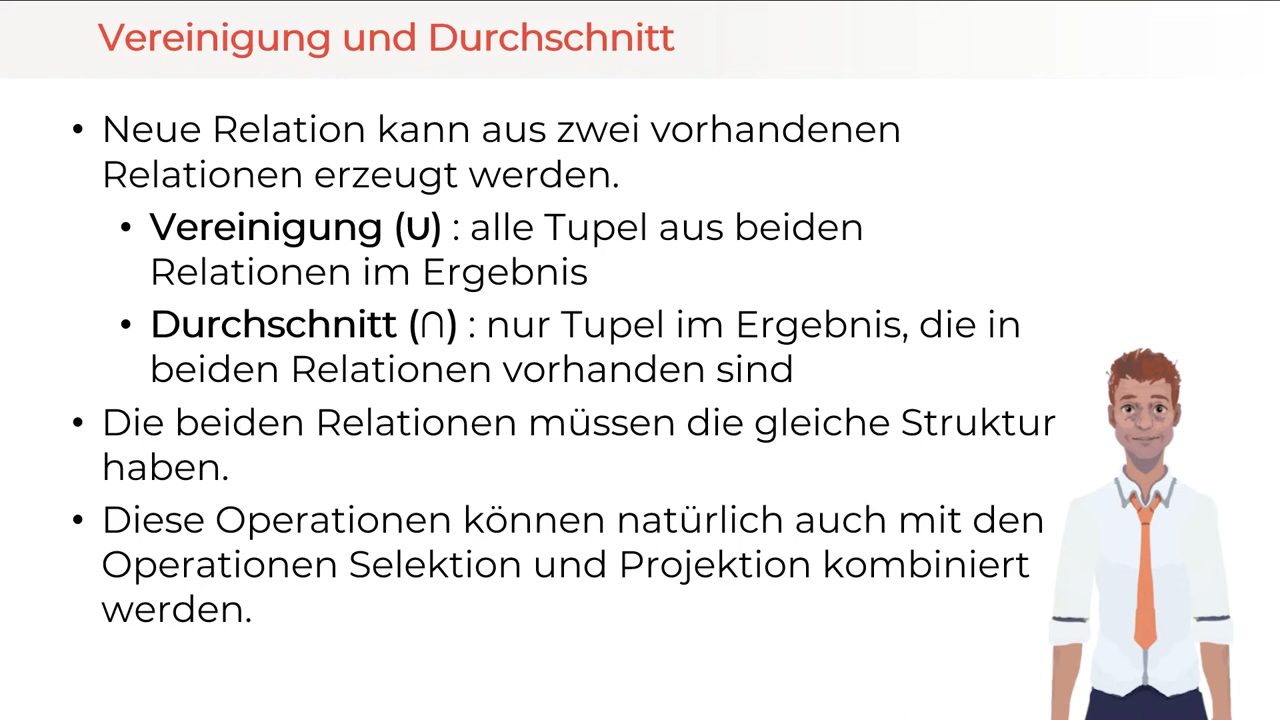 Vereinigung und Durchschnitt
• Neue Relation kann aus zwei vorhandenen
Relationen erzeugt werden.
• Vereinigung (∪) : alle Tupel aus beiden
Relationen im Ergebnis
• Durchschnitt (∩) : nur Tupel im Ergebnis, die in
beiden Relationen vorhanden sind
• Die beiden Relationen müssen die gleiche Struktur
haben.
• Diese Operationen können natürlich auch mit den
Operationen Selektion und Projektion kombiniert
werden.